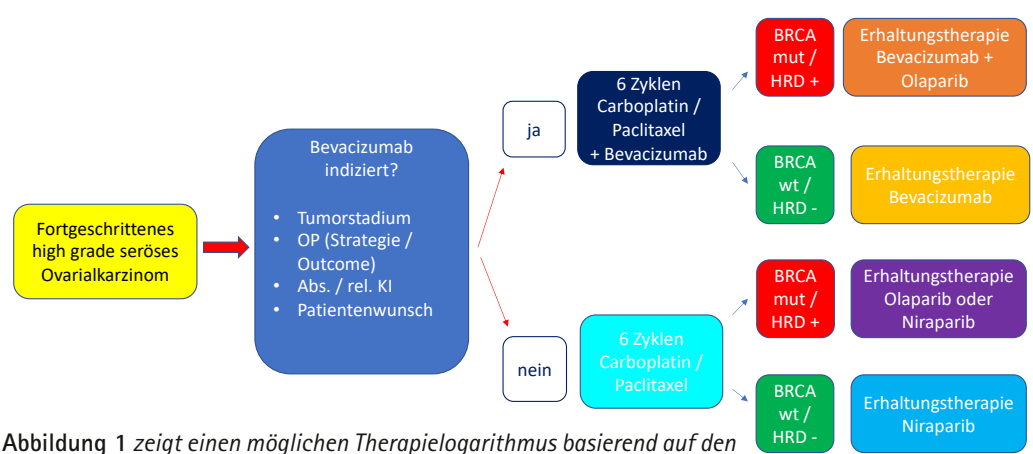 Fortgeschrittenes
high grade seröses
Ovarialkarzinom
Bevacizumab
indiziert?
• Tumorstadium
• OP (Strategie /
Outcome)
• Abs. / rel. KI
• Patientenwunsch
ja
6 Zyklen
Carboplatin /
Paclitaxel
+ Bevacizumab
BRCA
mut /
HRD +
Erhaltungstherapie
Bevacizumab +
Olaparib
BRCA
wt /
HRD -
Erhaltungstherapie
Bevacizumab
nein
6 Zyklen
Carboplatin /
Paclitaxel
BRCA
mut /
HRD +
Erhaltungstherapie
Olaparib oder
Niraparib
BRCA
wt /
HRD -
Erhaltungstherapie
Niraparib
Abbildung 1 zeigt einen möglichen Therapielogarithmus basierend auf den